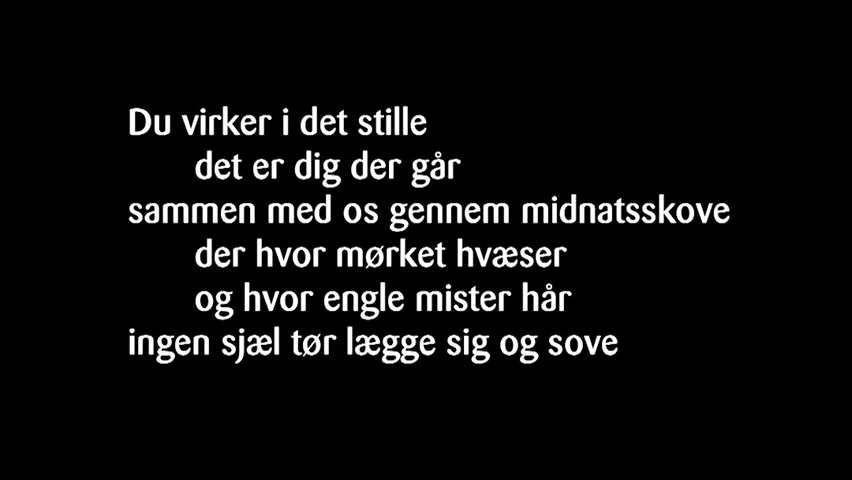 Du virker i det stille
det er dig der går
sammen med os gennem midnatsskove
der hvor mørket hvæser
og hvor engle mister hår
ingen sjæl tør lægge sig og sove